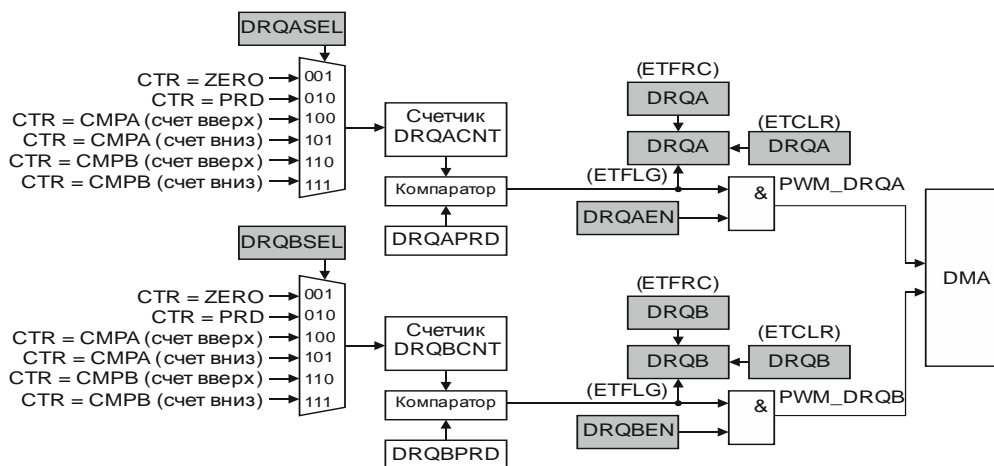 DRQASEL
CTR = ZERO
CTR = PRD
CTR = CMPA (счет вверх)
CTR = CMPA (счет вниз)
CTR = CMPB (счет вверх)
CTR = CMPB (счет вниз)
001
010
100
101
110
111
Счетчик
DRQACNT
Компаратор
DRQAPRD
(ETFRC)
DRQA
DRQA
(ETCLR)
DRQA
(ETFLG)
DRQAEN
&
PWM_DRQA
DMA
DRQBSEL
CTR = ZERO
CTR = PRD
CTR = CMPA (счет вверх)
CTR = CMPA (счет вниз)
CTR = CMPB (счет вверх)
CTR = CMPB (счет вниз)
001
010
100
101
110
111
Счетчик
DRQBCNT
Компаратор
DRQBPRD
(ETFRC)
DRQB
DRQB
(ETCLR)
DRQB
(ETFLG)
DRQBEN
&
PWM_DRQB